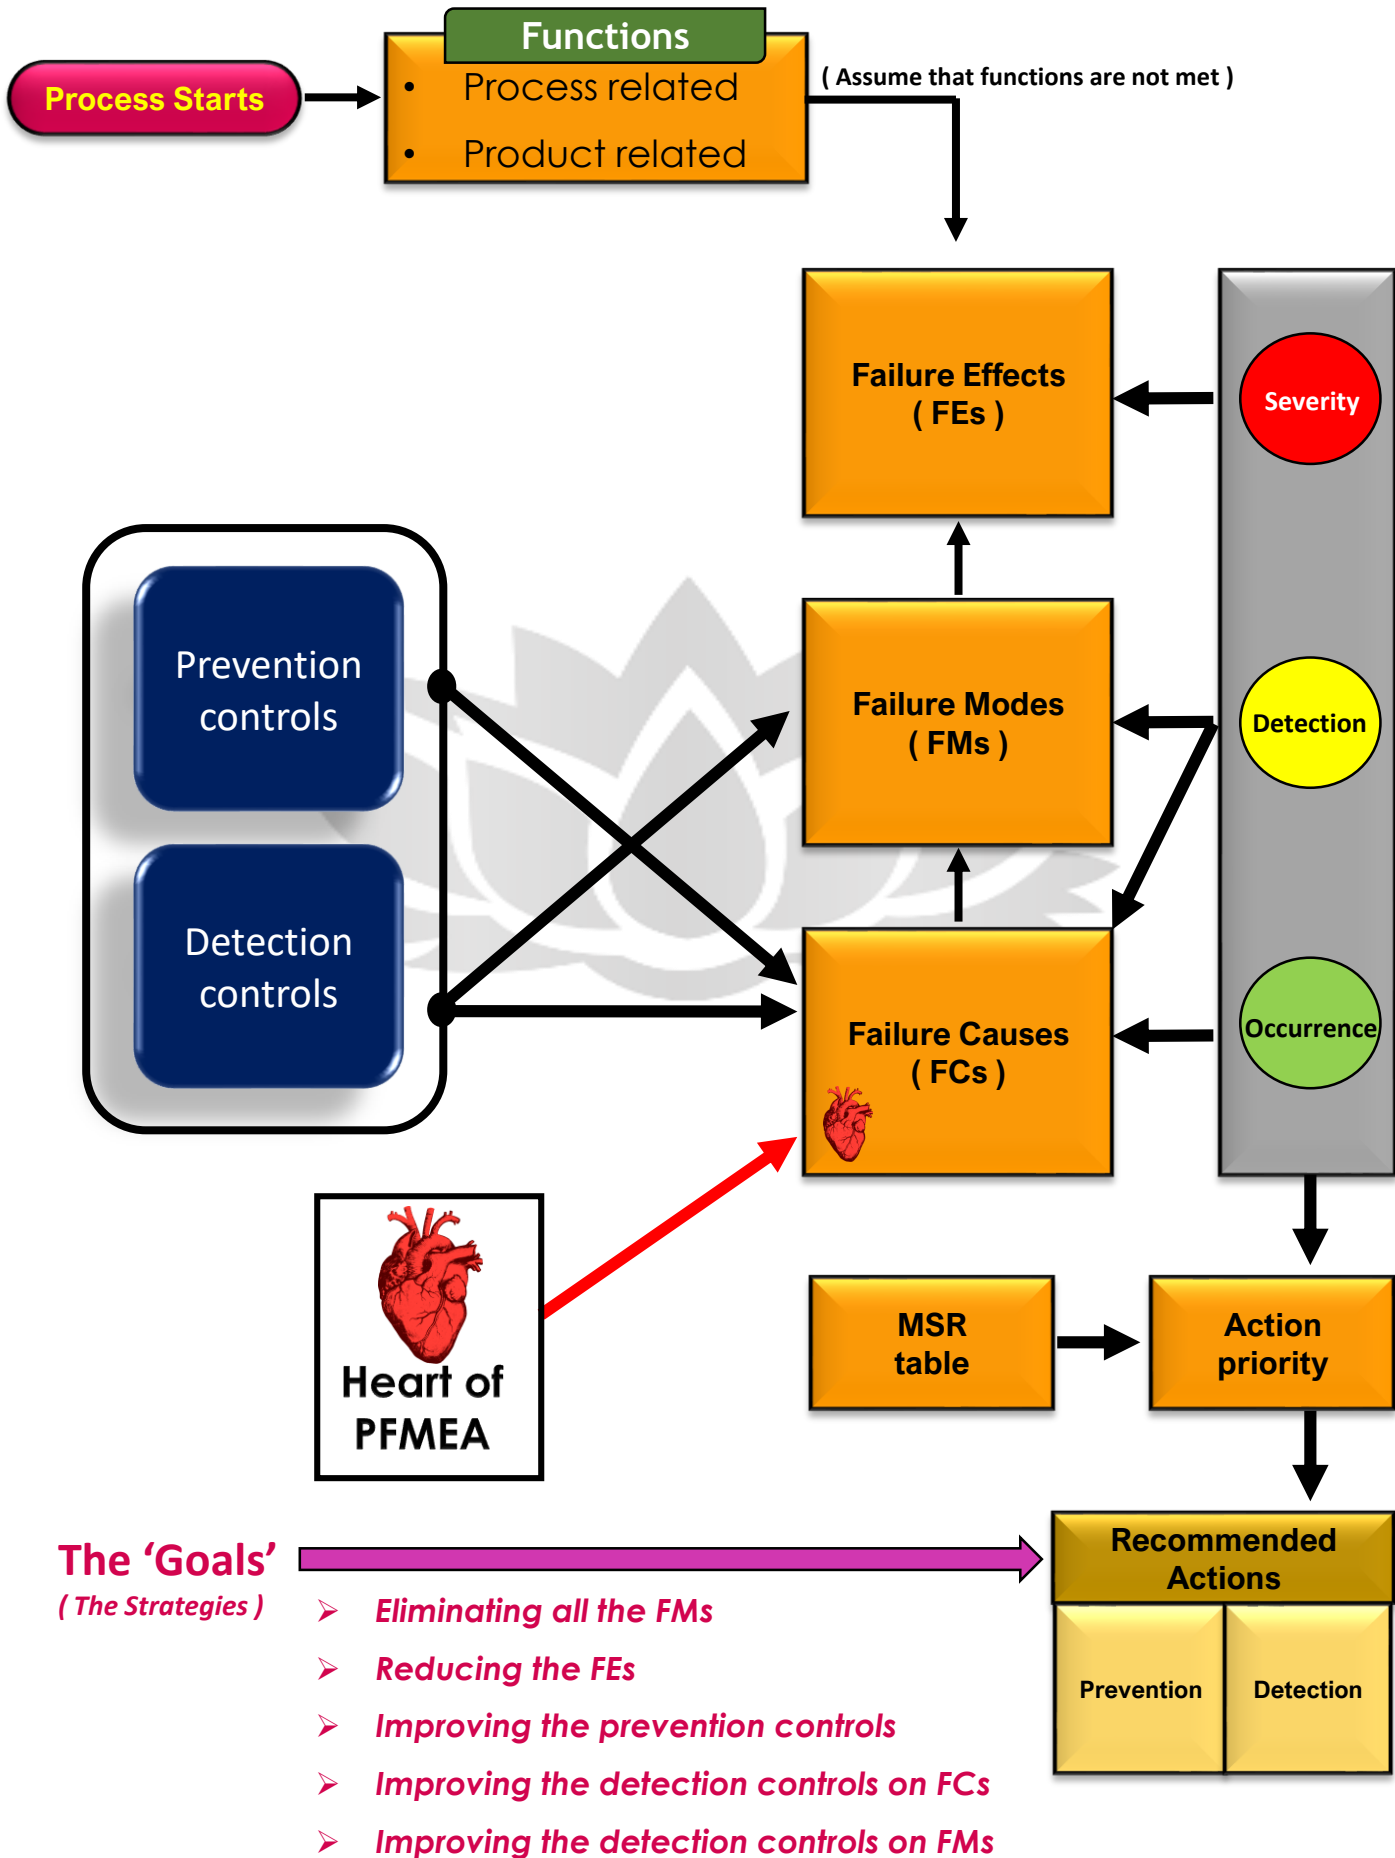 Functions
Process Starts
• Process related
( Assume that functions are not met )
• Product related
Failure Effects
( FEs )
Severity
Prevention
controls
Failure Modes
( FMs )
Detection
Detection
controls
Failure Causes
( FCs )
Occurrence
Heart of
PFMEA
MSR
table
Action
priority
The ‘Goals’
( The Strategies )
Recommended
Actions
Prevention
Detection
➢ Eliminating all the FMs
➢ Reducing the FEs
➢ Improving the prevention controls
➢ Improving the detection controls on FCs
➢ Improving the detection controls on FMs